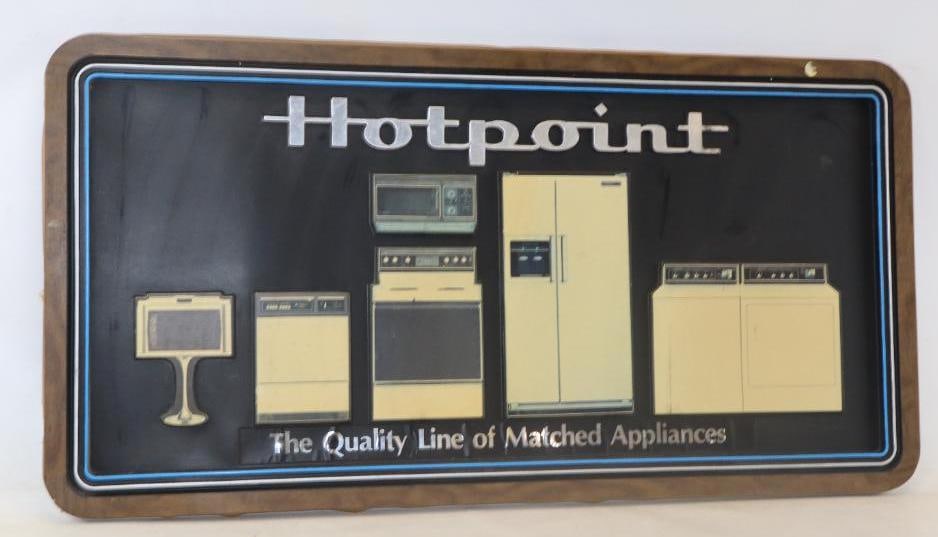 Hotpoint
The Quality Line of Matched Appliances